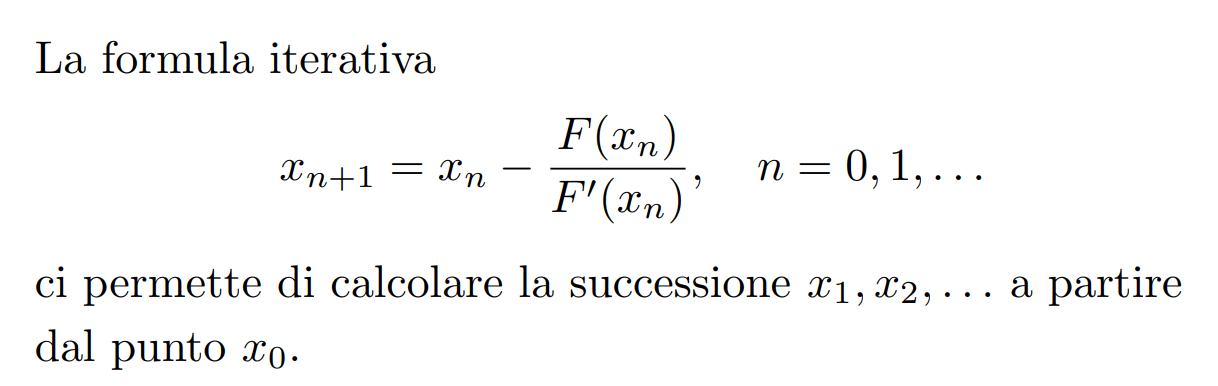 La formula iterativa
x_{n+1} = x_n − \frac{F(x_n)}{F′(x_n)}, n = 0, 1, . . .
ci permette di calcolare la successione x_1, x_2, . . . a partire
dal punto x_0.